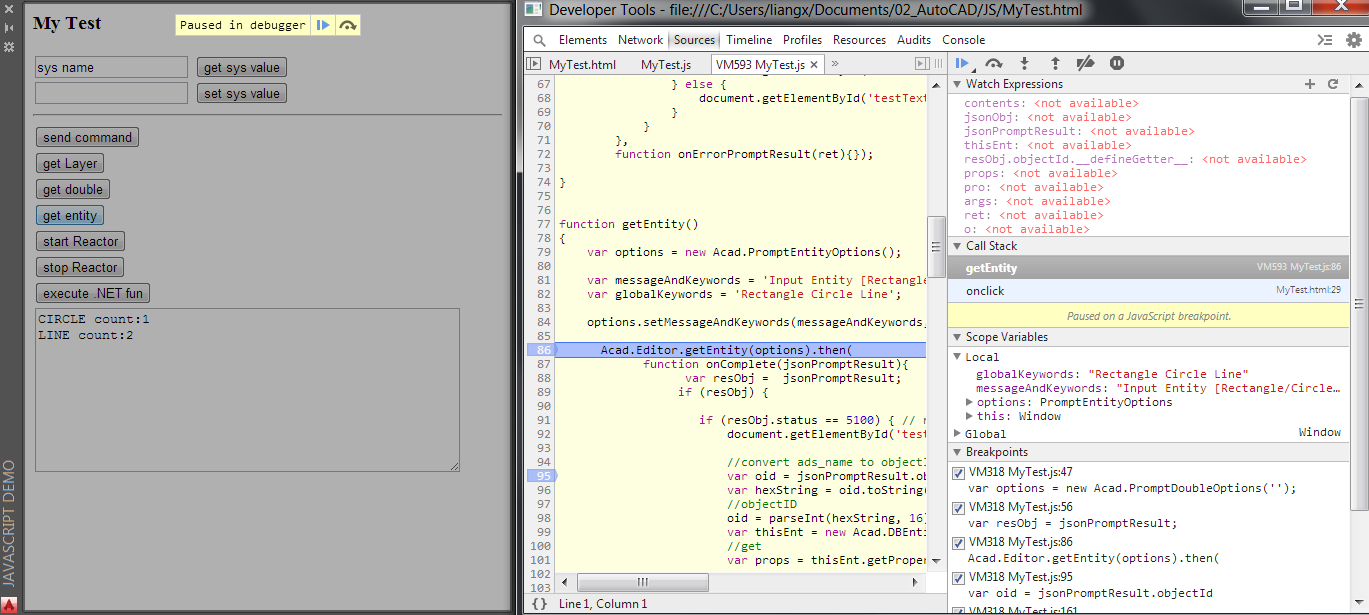 My Test
Paused in debugger
sys name
get sys value
set sys value
send command
get Layer
get double
get entity
start Reactor
stop Reactor
execute .NET fun
CIRCLE count:1
LINE count:2
JAVASCRIPT DEMO
Developer Tools - file:///C:/Users/liangx/Documents/02_AutoCAD/JS/MyTest.html
Elements Network Sources Timeline Profiles Resources Audits Console
MyTest.html MyTest.js VM593 MyTest.js × »
67 } else {
68 document.getElementById('testText
69 }
70 }
71 },
72 function onErrorPromptResult(ret){});
73
74 }
75
76
77 function getEntity()
78 {
79 var options = new Acad.PromptEntityOptions();
80
81 var messageAndKeywords = 'Input Entity [Rectangle
82 var globalKeywords = 'Rectangle Circle Line';
83
84 options.setMessageAndKeywords(messageAndKeywords,
85
86 Acad.Editor.getEntity(options).then(
87 function onComplete(jsonPromptResult){
88 var resObj = jsonPromptResult;
89 if (resObj) {
90
91 if (resObj.status == 5100) { //
92 document.getElementById('test
93
94 //convert ads_name to objectI
95 var oid = jsonPromptResult.ob
96 var hexString = oid.toString(
97 //objectID
98 oid = parseInt(hexString, 16)
99 var thisEnt = new Acad.DBEnt
100 //get
101 var props = thisEnt.getProper
102
103
{} Line 1, Column 1
Watch Expressions
contents: <not available>
jsonObj: <not available>
jsonPromptResult: <not available>
thisEnt: <not available>
resObj.objectId.__defineGetter__: <not available>
props: <not available>
pro: <not available>
args: <not available>
ret: <not available>
o: <not available>
Call Stack
getEntity VM593 MyTest.js:86
onclick MyTest.html:29
Paused on a JavaScript breakpoint.
Scope Variables
Local
globalKeywords: "Rectangle Circle Line"
messageAndKeywords: "Input Entity [Rectangle/Circle…
options: PromptEntityOptions
this: Window
Global Window
Breakpoints
VM318 MyTest.js:47
var options = new Acad.PromptDoubleOptions('');
VM318 MyTest.js:56
var resObj = jsonPromptResult;
VM318 MyTest.js:86
Acad.Editor.getEntity(options).then(
VM318 MyTest.js:95
var oid = jsonPromptResult.objectId
VM318 MyTest.js:161